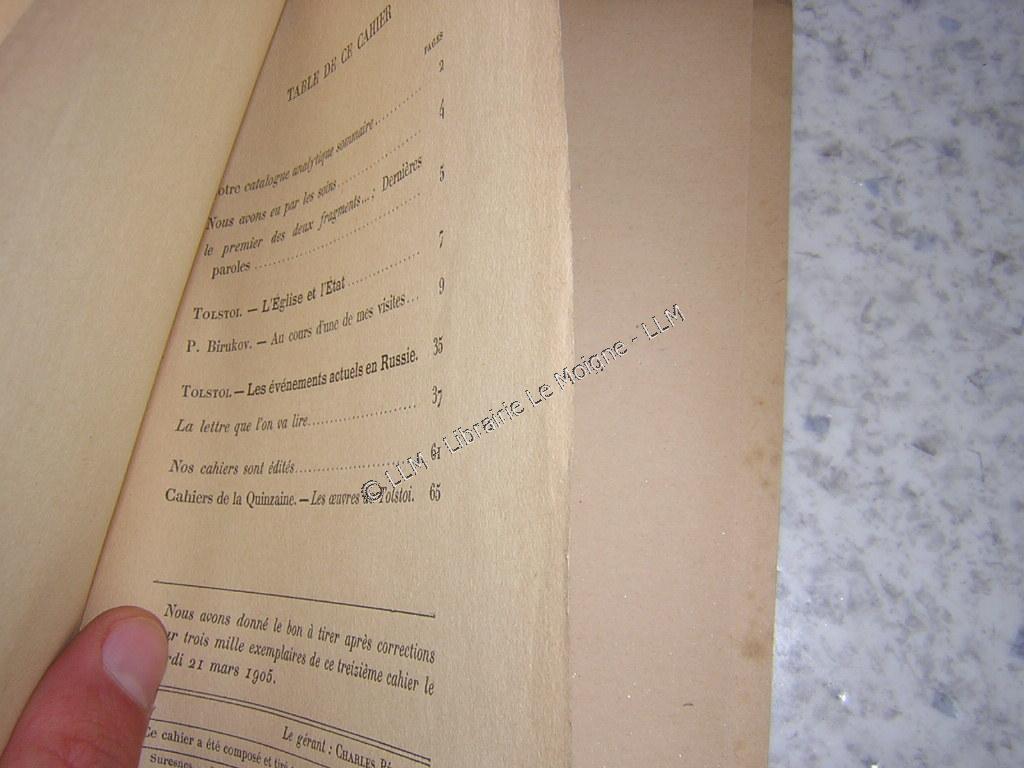 TABLE DE CE CAHIER
PAGES
otre catalogue analytique sommaire.......... 2
Nous avons eu par les soins.............. 4
le premier des deux fragments...; Dernières
paroles ........................ 5
TOLSTOI. — L'Église et l'État............ 7
P. Birukov. — Au cours d'une de mes visites... 9
TOLSTOI. — Les événements actuels en Russie. 35
La lettre que l'on va lire.................... 37
Nos cahiers sont édités.................... 61
Cahiers de la Quinzaine. — Les œuvres de Tolstoi. 65
Nous avons donné le bon à tirer après corrections
ur trois mille exemplaires de ce treizième cahier le
rdi 21 mars 1905.
Le gérant : CHARLES
Ce cahier a été composé et tiré
Suresnes
© LLM - Librairie Le Moigne - LLM